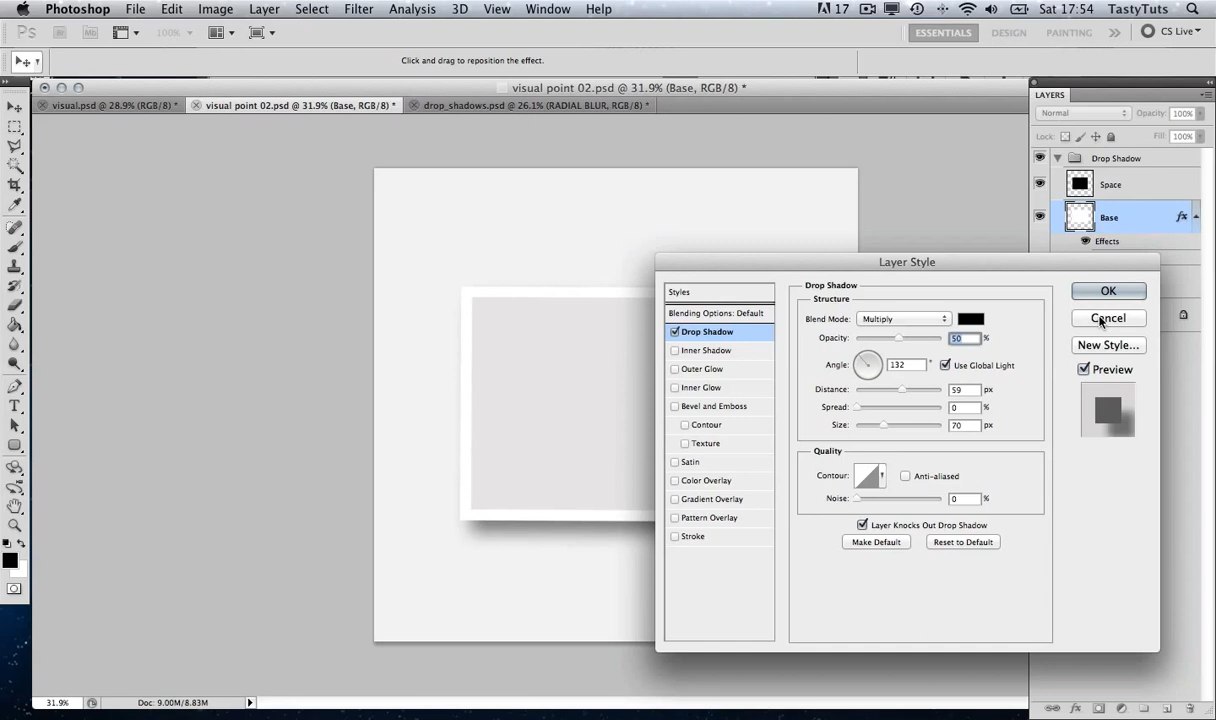 Photoshop File Edit Image Layer Select Filter Analysis 3D View Window Help 17 Sat 17:54 TastyTuts
Ps Br Mb 100% ESSENTIALS DESIGN PAINTING CS Live
Click and drag to reposition the effect.
visual point 02.psd @ 31.9% (Base, RGB/8) *
visual.psd @ 28.9% (RGB/8) * visual point 02.psd @ 31.9% (Base, RGB/8) * drop_shadows.psd @ 26.1% (RADIAL BLUR, RGB/8) *
LAYERS
Normal Opacity: 100%
Lock: Fill: 100%
Drop Shadow
Space
Base fx
Effects
Layer Style
Styles
Blending Options: Default
Drop Shadow
Inner Shadow
Outer Glow
Inner Glow
Bevel and Emboss
Contour
Texture
Satin
Color Overlay
Gradient Overlay
Pattern Overlay
Stroke
Drop Shadow
Structure
Blend Mode: Multiply
Opacity: 50 %
Angle: 132 ° Use Global Light
Distance: 59 px
Spread: 0 %
Size: 70 px
Quality
Contour: Anti-aliased
Noise: 0 %
Layer Knocks Out Drop Shadow
Make Default Reset to Default
OK
Cancel
New Style...
Preview
31.9% Doc: 9.00M/8.83M
fx